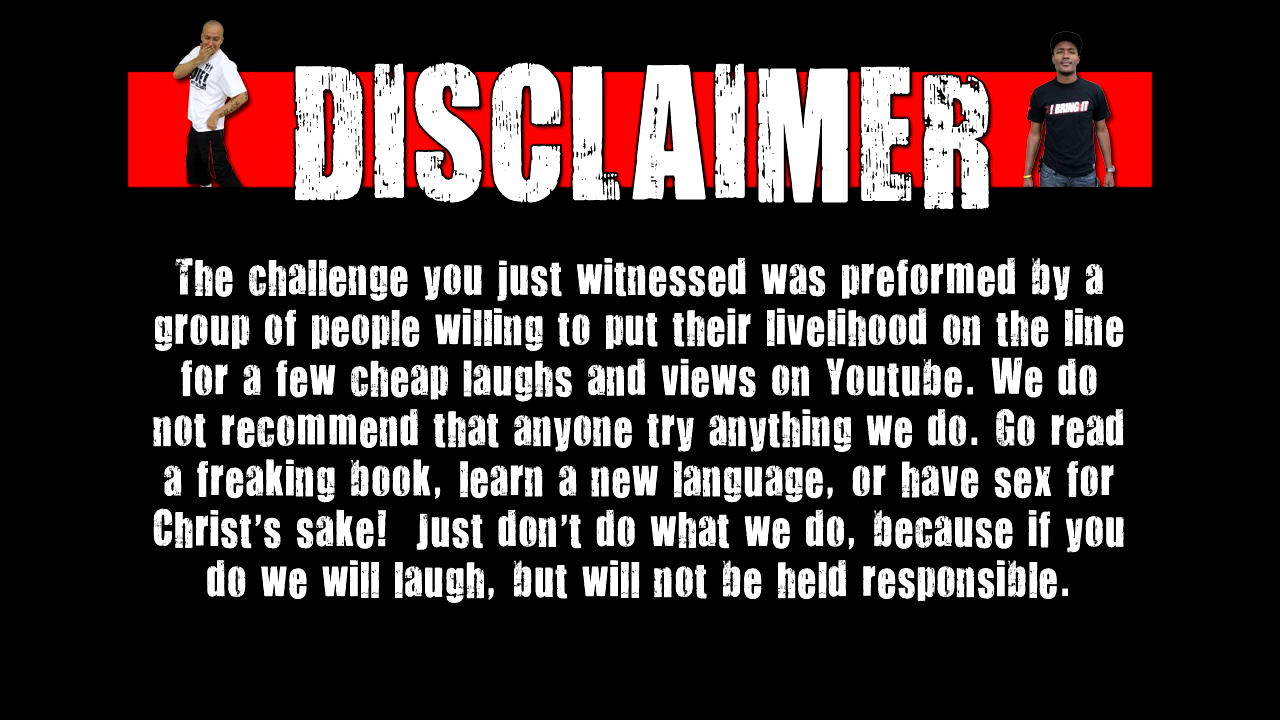 DISCLAIMER
I BRING IT
The challenge you just witnessed was preformed by a
group of people willing to put their livelihood on the line
for a few cheap laughs and views on Youtube. We do
not recommend that anyone try anything we do. Go read
a freaking book, learn a new language, or have sex for
Christ's sake! Just don't do what we do, because if you
do we will laugh, but will not be held responsible.